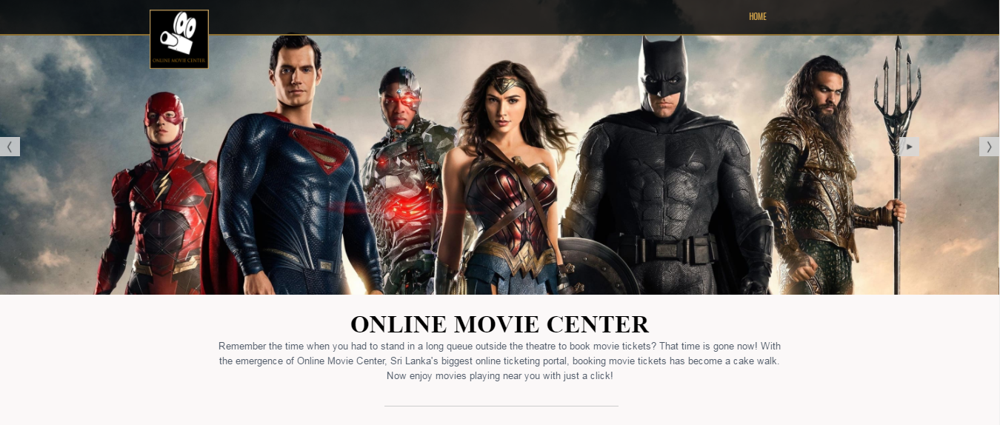 HOME
ONLINE MOVIE CENTER
ONLINE MOVIE CENTER
Remember the time when you had to stand in a long queue outside the theatre to book movie tickets? That time is gone now! With
the emergence of Online Movie Center, Sri Lanka's biggest online ticketing portal, booking movie tickets has become a cake walk.
Now enjoy movies playing near you with just a click!